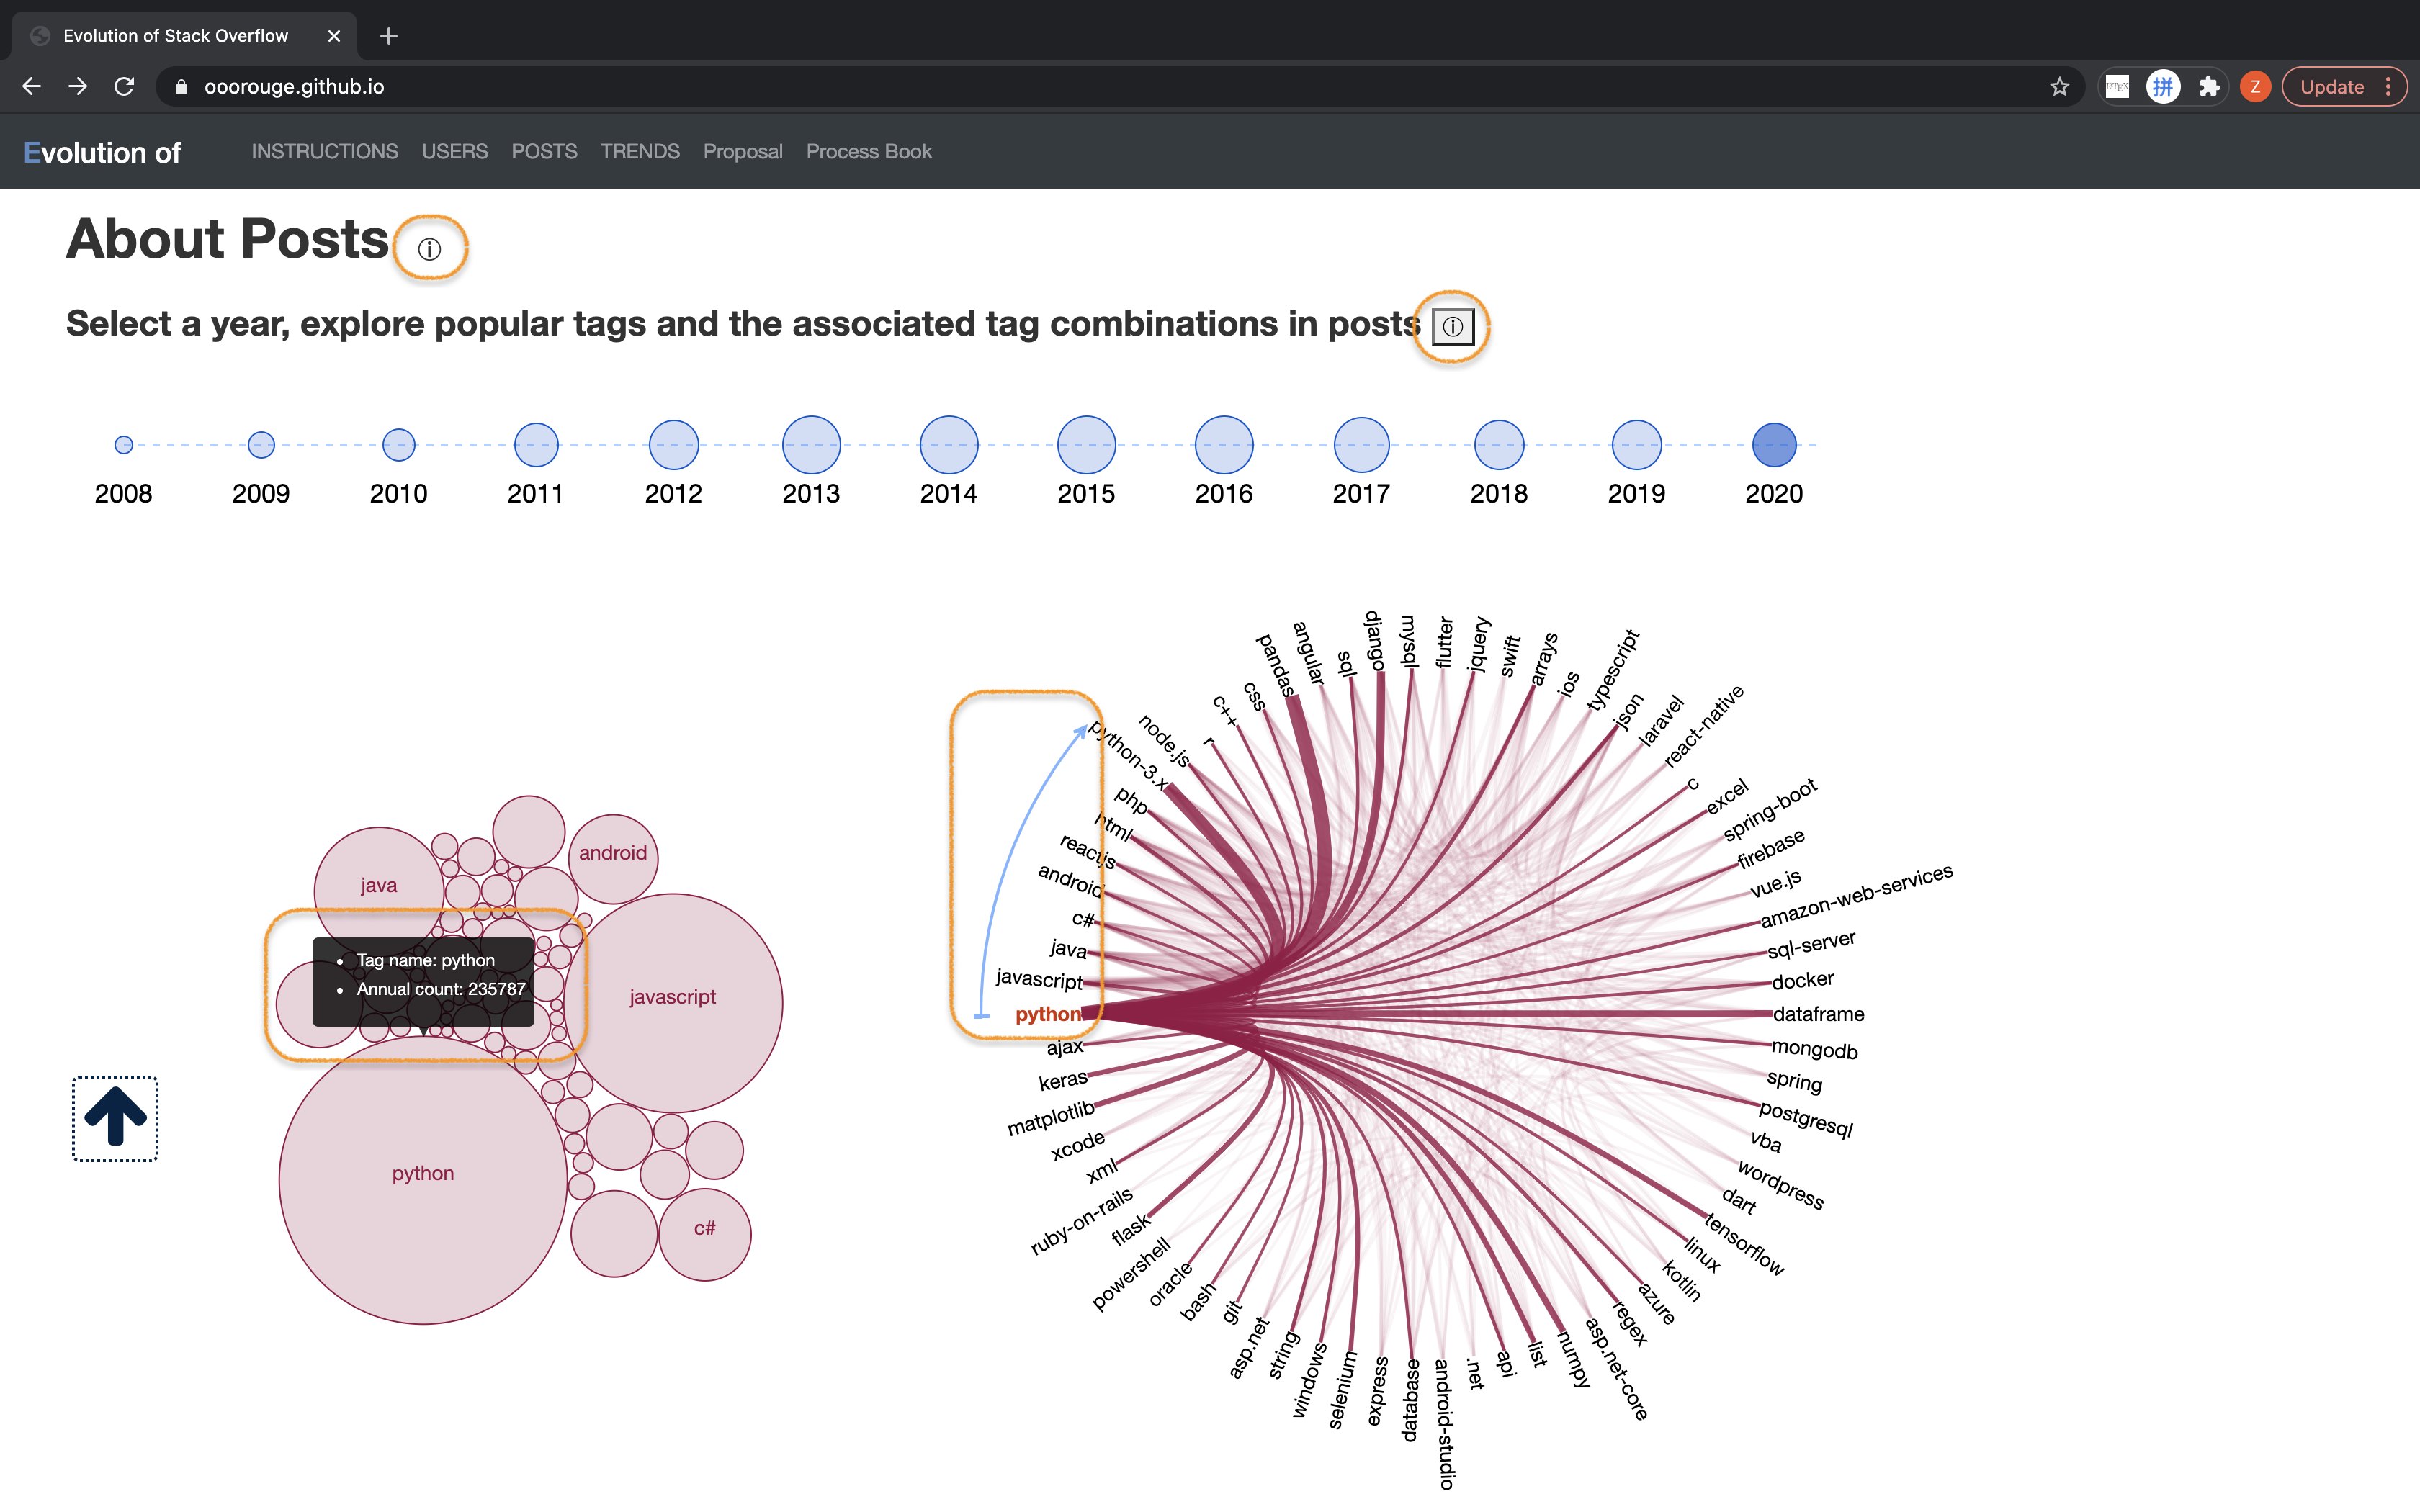 Evolution of Stack Overflow
ooorouge.github.io
拼
Z
Update
Evolution of
INSTRUCTIONS USERS POSTS TRENDS Proposal Process Book
About Posts ⓘ
Select a year, explore popular tags and the associated tag combinations in posts ⓘ
2008 2009 2010 2011 2012 2013 2014 2015 2016 2017 2018 2019 2020
android
java
Tag name: python
Annual count: 235787
javascript
python
c#
python
javascript
java
c#
android
reactjs
html
php
python-3.x
node.js
r
c++
css
pandas
angular
sql
django
mysql
flutter
jquery
swift
arrays
ios
typescript
json
laravel
react-native
c
excel
spring-boot
firebase
vue.js
amazon-web-services
sql-server
docker
dataframe
mongodb
spring
postgresql
vba
wordpress
dart
tensorflow
linux
kotlin
azure
regex
asp.net-core
numpy
list
api
.net
android-studio
database
express
selenium
windows
string
asp.net
git
bash
oracle
powershell
flask
ruby-on-rails
xml
xcode
matplotlib
keras
ajax